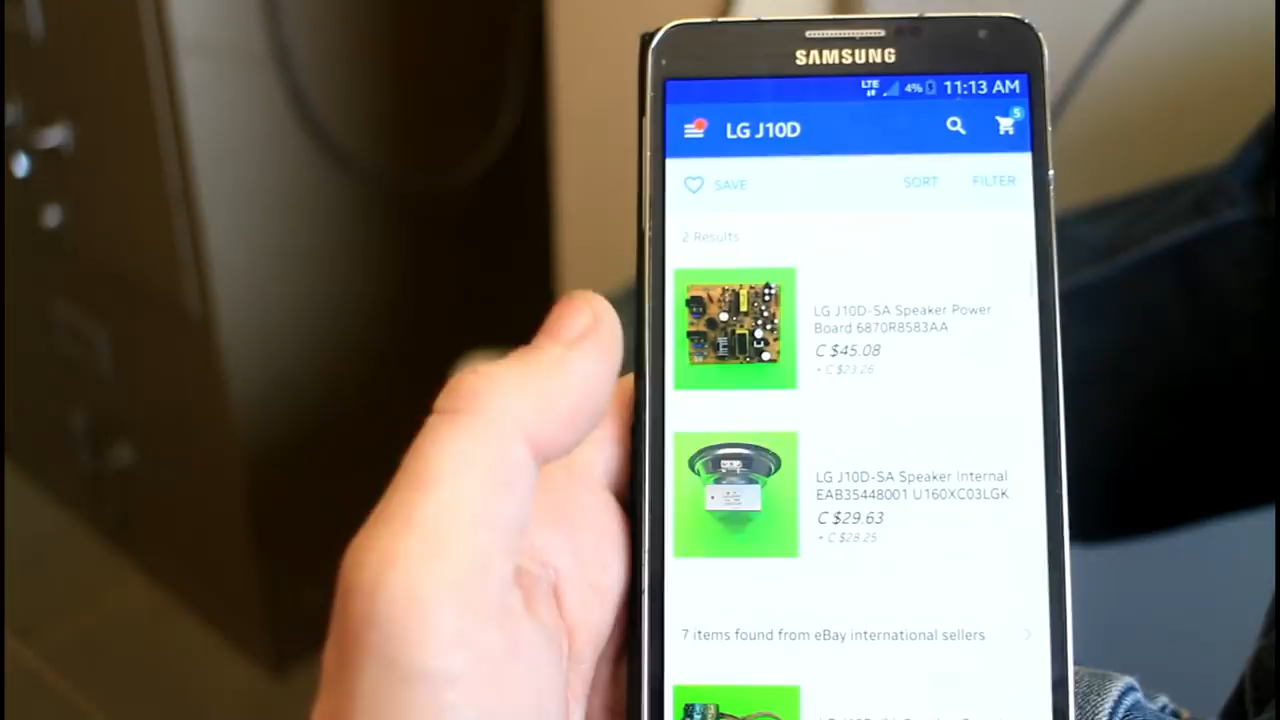 SAMSUNG
LTE 4% 11:13 AM
LG J10D
5
SAVE SORT FILTER
2 Results
LG J10D-SA Speaker Power
Board 6870R8583AA
C $45.08
+ C $23.26
LG J10D-SA Speaker Internal
EAB35448001 U160XC03LGK
C $29.63
+ C $28.25
7 items found from eBay international sellers